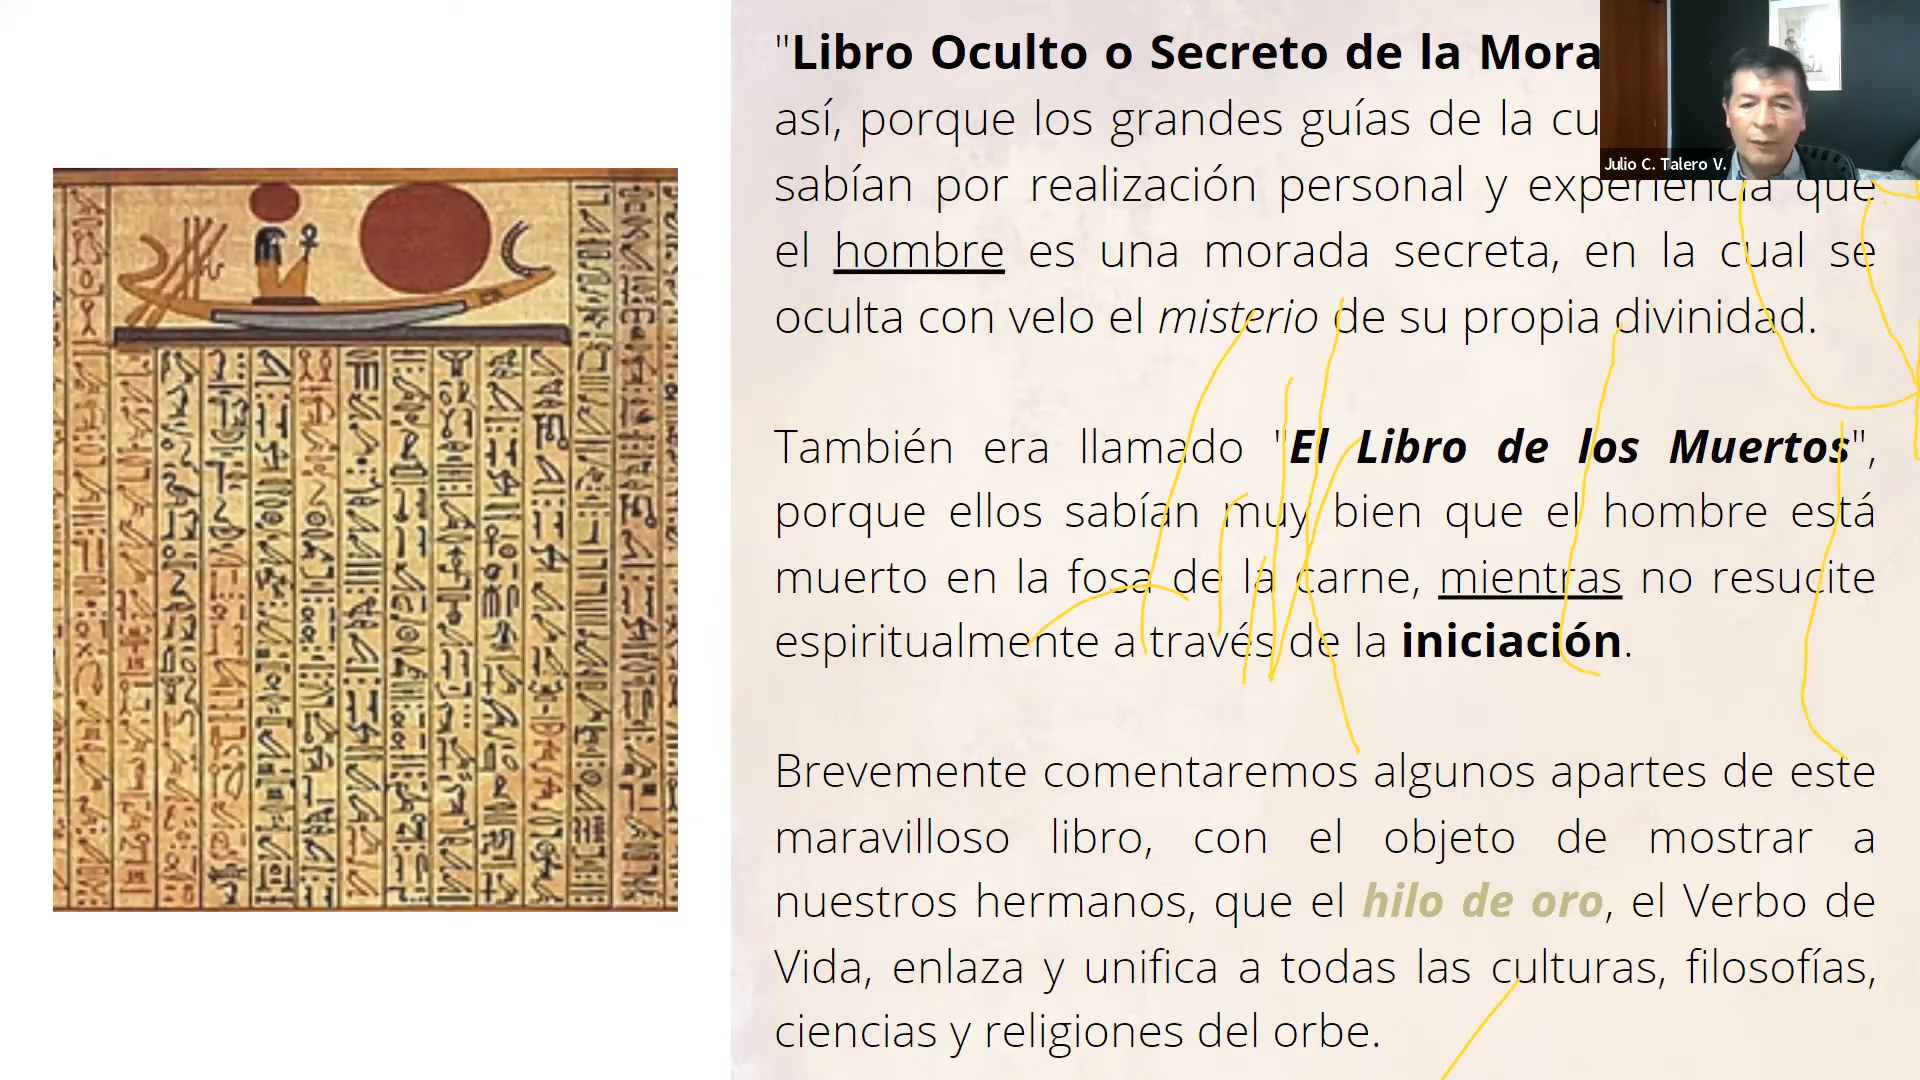 "Libro Oculto o Secreto de la
así, porque los grandes guías de la
sabían por realización personal y experiencia que
el hombre es una morada secreta, en la cual se
oculta con velo el misterio de su propia divinidad.
También era llamado "El Libro de los Muertos",
porque ellos sabían muy bien que el hombre está
muerto en la fosa de la carne, mientras no resucite
espiritualmente a través de la iniciación.
Brevemente comentaremos algunos apartes de este
maravilloso libro, con el objeto de mostrar a
nuestros hermanos, que el hilo de oro, el Verbo de
Vida, enlaza y unifica a todas las culturas, filosofías,
ciencias y religiones del orbe.
Julio C. Talero V.